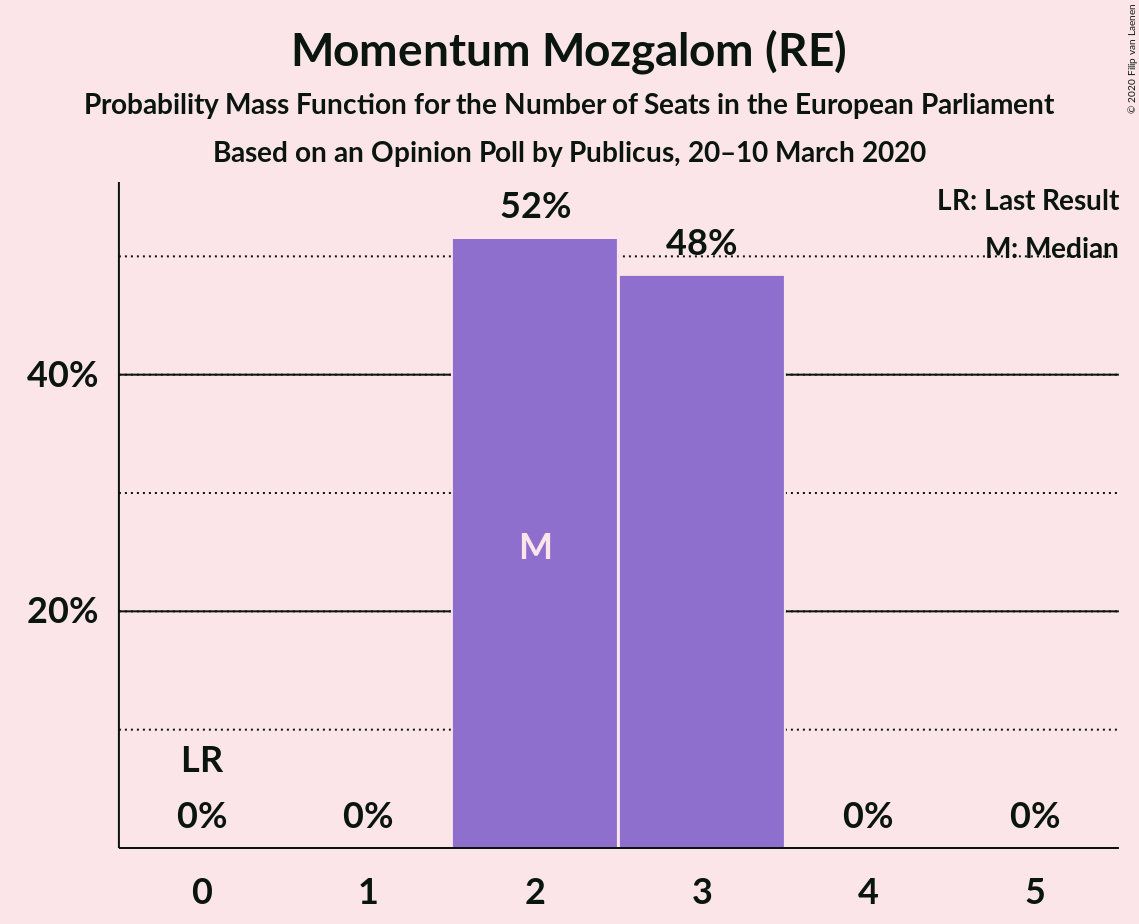 Momentum Mozgalom (RE)
Probability Mass Function for the Number of Seats in the European Parliament
Based on an Opinion Poll by Publicus, 20–10 March 2020
© 2020 Filip van Laenen
LR: Last Result
M: Median
52%
48%
40%
20%
M
LR
0%
0%
0%
0%
0
1
2
3
4
5